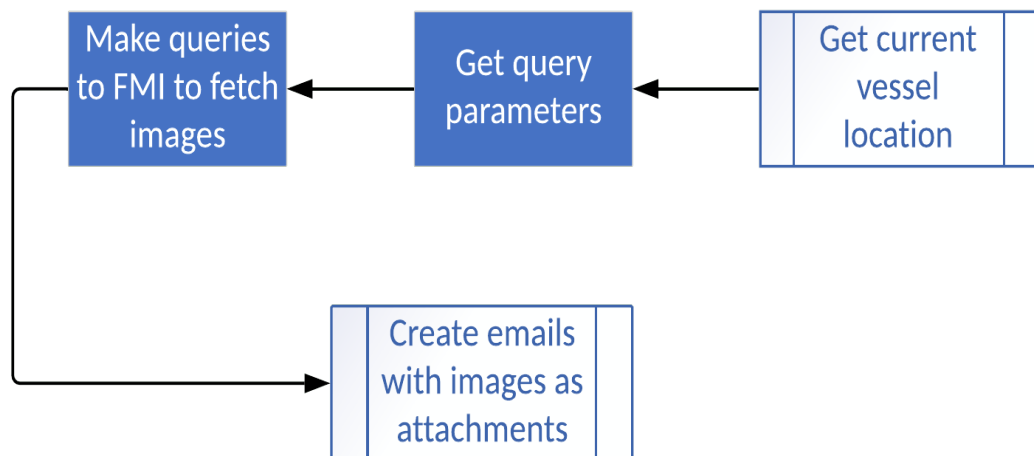 Make queries
to FMI to fetch
images
Get query
parameters
Get current
vessel
location
Create emails
with images as
attachments